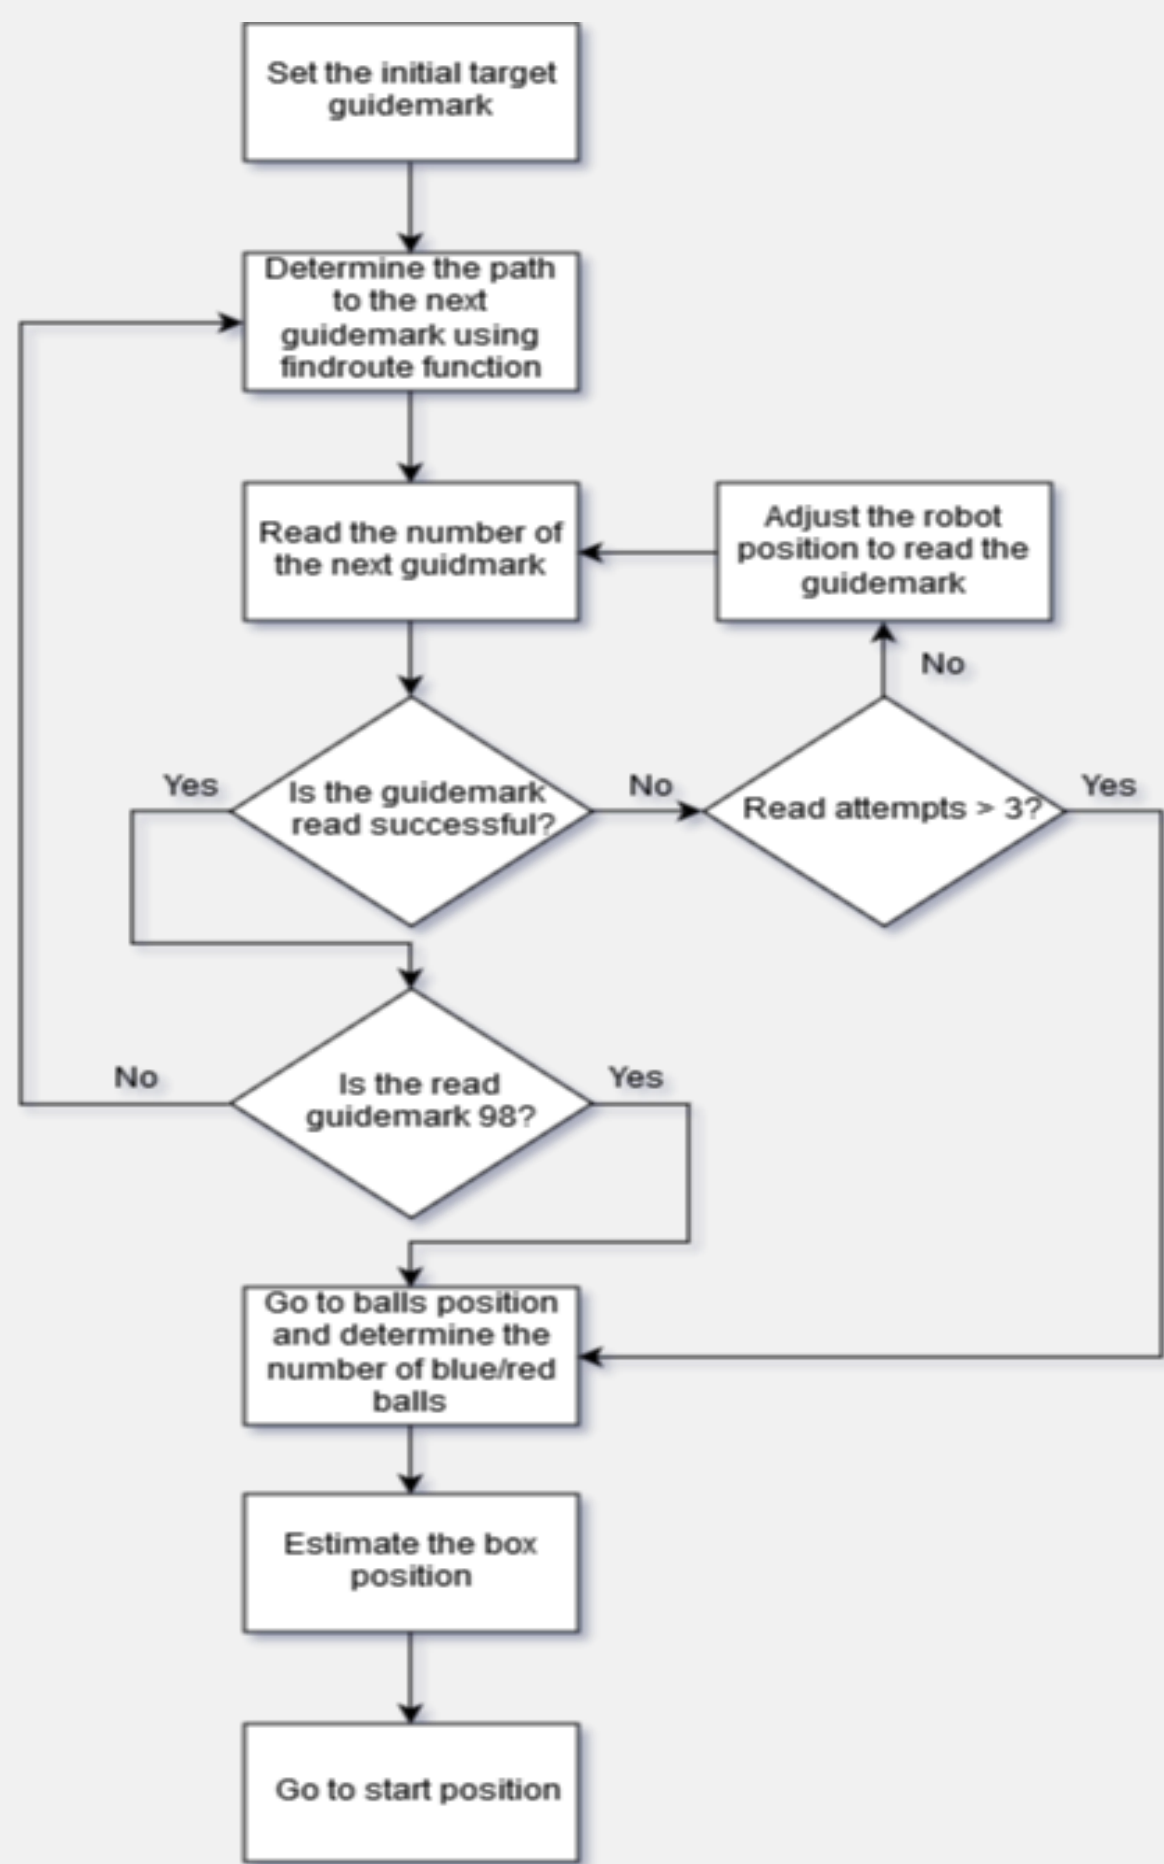 Set the initial target
guidemark
Determine the path
to the next
guidemark using
findroute function
Read the number of
the next guidmark
Adjust the robot
position to read the
guidemark
No
Yes
Is the guidemark
read successful?
No
Read attempts > 3?
Yes
No
Is the read
guidemark 98?
Yes
Go to balls position
and determine the
number of blue/red
balls
Estimate the box
position
Go to start position